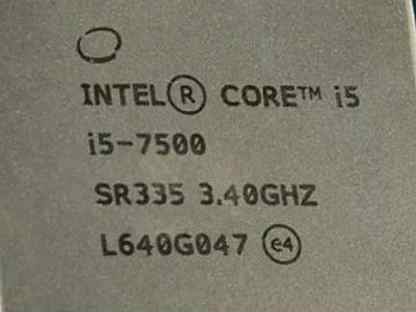 INTEL® CORE™ i5
i5-7500
SR335 3.40GHZ
L640G047 e4